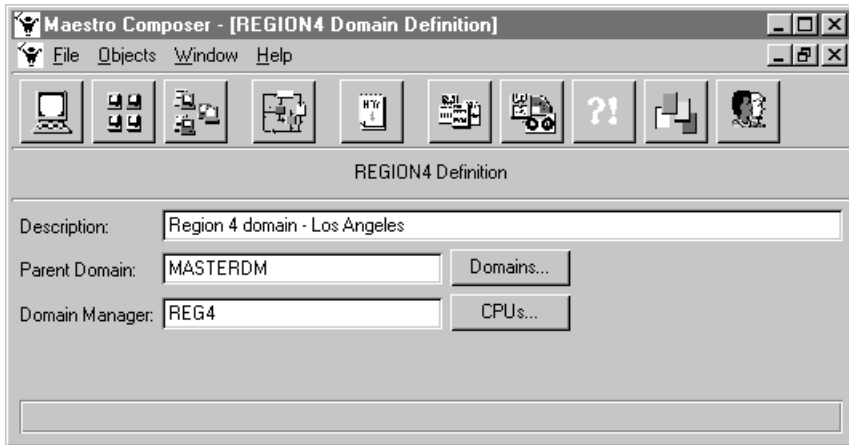 Maestro Composer - [REGION4 Domain Definition]
File Objects Window Help
?!
REGION4 Definition
Description: Region 4 domain - Los Angeles
Parent Domain: MASTERDM Domains...
Domain Manager: REG4 CPUs...